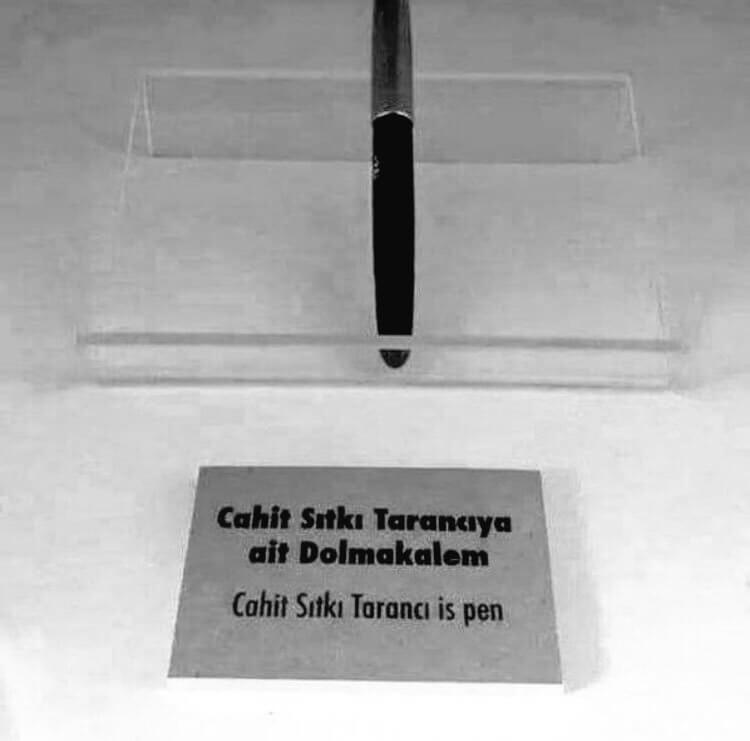 Cahit Sıtkı Tarancıya
ait Dolmakalem
Cahit Sıtkı Tarancı is pen